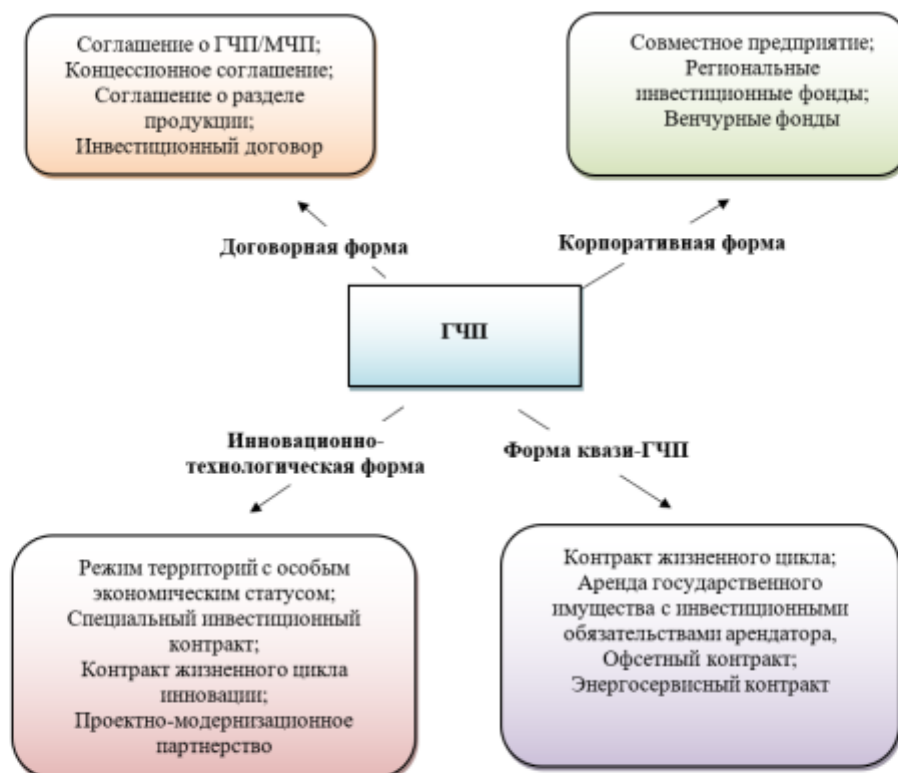 Соглашение о ГЧП/МЧП;
Концессионное соглашение;
Соглашение о разделе
продукции;
Инвестиционный договор
Совместное предприятие;
Региональные
инвестиционные фонды;
Венчурные фонды
Договорная форма
Корпоративная форма
ГЧП
Инновационно-
технологическая форма
Форма квази-ГЧП
Режим территорий с особым
экономическим статусом;
Специальный инвестиционный
контракт;
Контракт жизненного цикла
инновации;
Проектно-модернизационное
партнерство
Контракт жизненного цикла;
Аренда государственного
имущества с инвестиционными
обязательствами арендатора,
Офсетный контракт;
Энергосервисный контракт